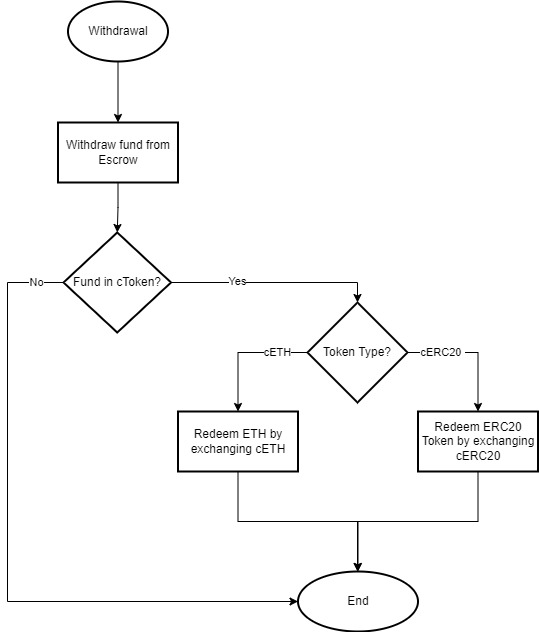 Withdrawal
Withdraw fund from
Escrow
Fund in cToken?
No
Yes
Token Type?
cETH
cERC20
Redeem ETH by
exchanging cETH
Redeem ERC20
Token by exchanging
cERC20
End